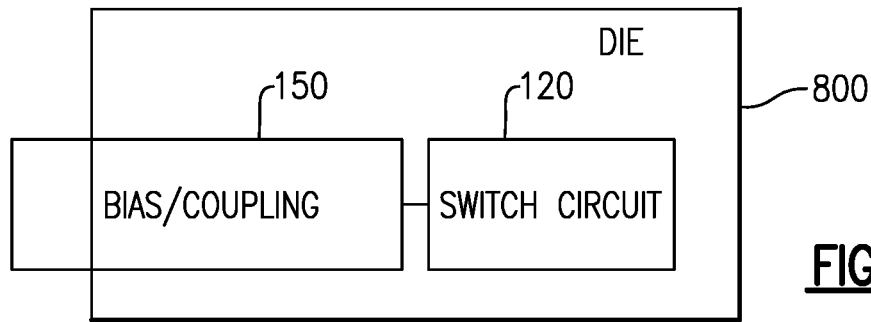 DIE
150
120
800
BIAS/COUPLING
SWITCH CIRCUIT
FIG